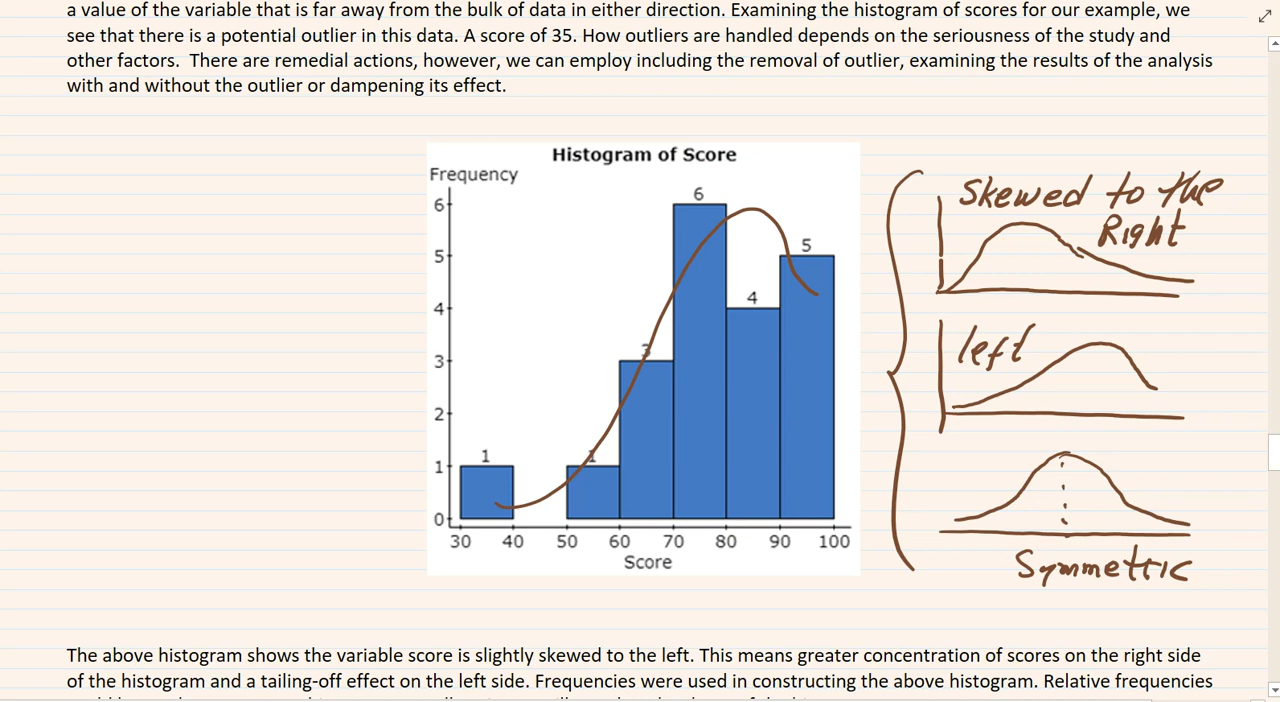 a value of the variable that is far away from the bulk of data in either direction. Examining the histogram of scores for our example, we
see that there is a potential outlier in this data. A score of 35. How outliers are handled depends on the seriousness of the study and
other factors.  There are remedial actions, however, we can employ including the removal of outlier, examining the results of the analysis
with and without the outlier or dampening its effect.
Histogram of Score
Frequency
6
5
4
3
2
1
0
1
1
3
6
4
5
30 40 50 60 70 80 90 100
Score
Skewed to the
Right
left
Symmetric
The above histogram shows the variable score is slightly skewed to the left. This means greater concentration of scores on the right side
of the histogram and a tailing-off effect on the left side. Frequencies were used in constructing the above histogram. Relative frequencies